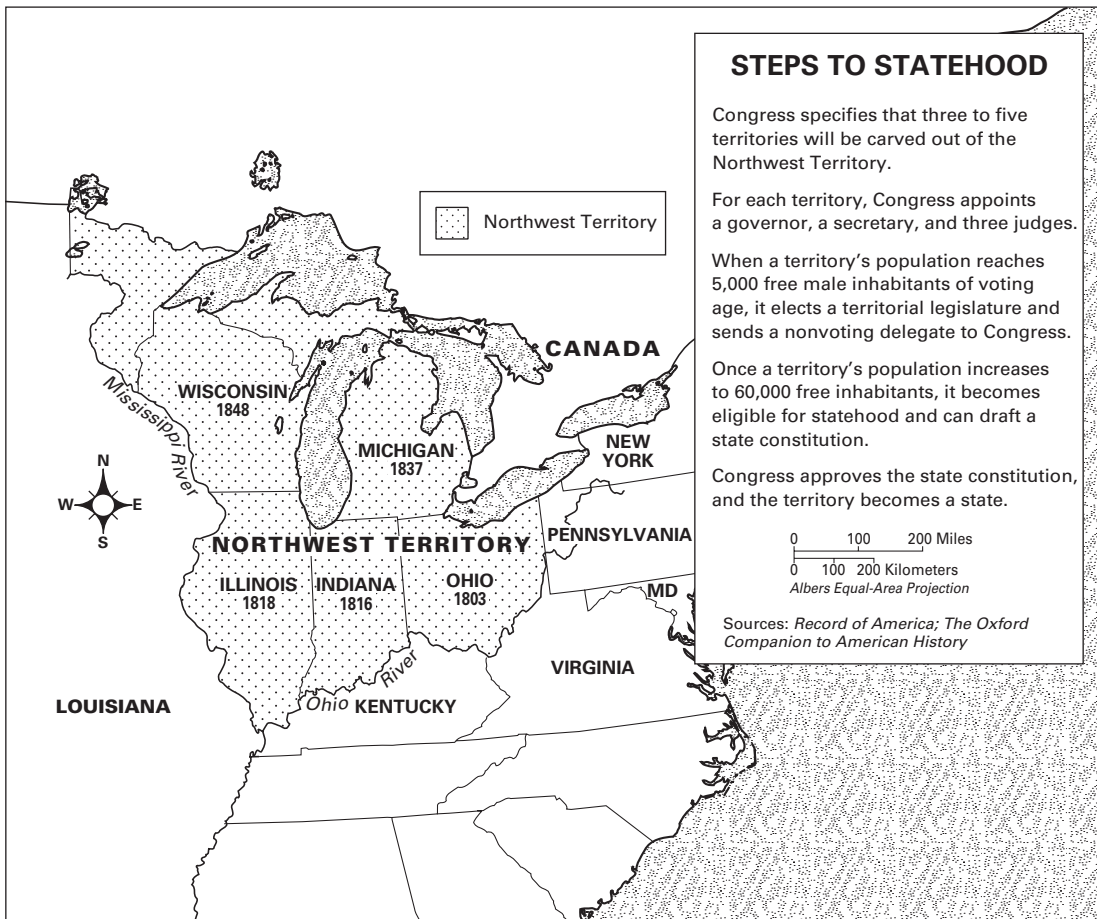 STEPS TO STATEHOOD
Congress specifies that three to five
territories will be carved out of the
Northwest Territory.
For each territory, Congress appoints
a governor, a secretary, and three judges.
When a territory's population reaches
5,000 free male inhabitants of voting
age, it elects a territorial legislature and
sends a nonvoting delegate to Congress.
Once a territory's population increases
to 60,000 free inhabitants, it becomes
eligible for statehood and can draft a
state constitution.
Congress approves the state constitution,
and the territory becomes a state.
0 100 200 Miles
0 100 200 Kilometers
Albers Equal-Area Projection
Sources: Record of America; The Oxford
Companion to American History
Northwest Territory
CANADA
WISCONSIN
1848
Mississippi River
MICHIGAN
1837
NEW
YORK
N
W E
S
NORTHWEST TERRITORY
PENNSYLVANIA
ILLINOIS
1818
INDIANA
1816
OHIO
1803
MD
VIRGINIA
Ohio River
LOUISIANA
KENTUCKY